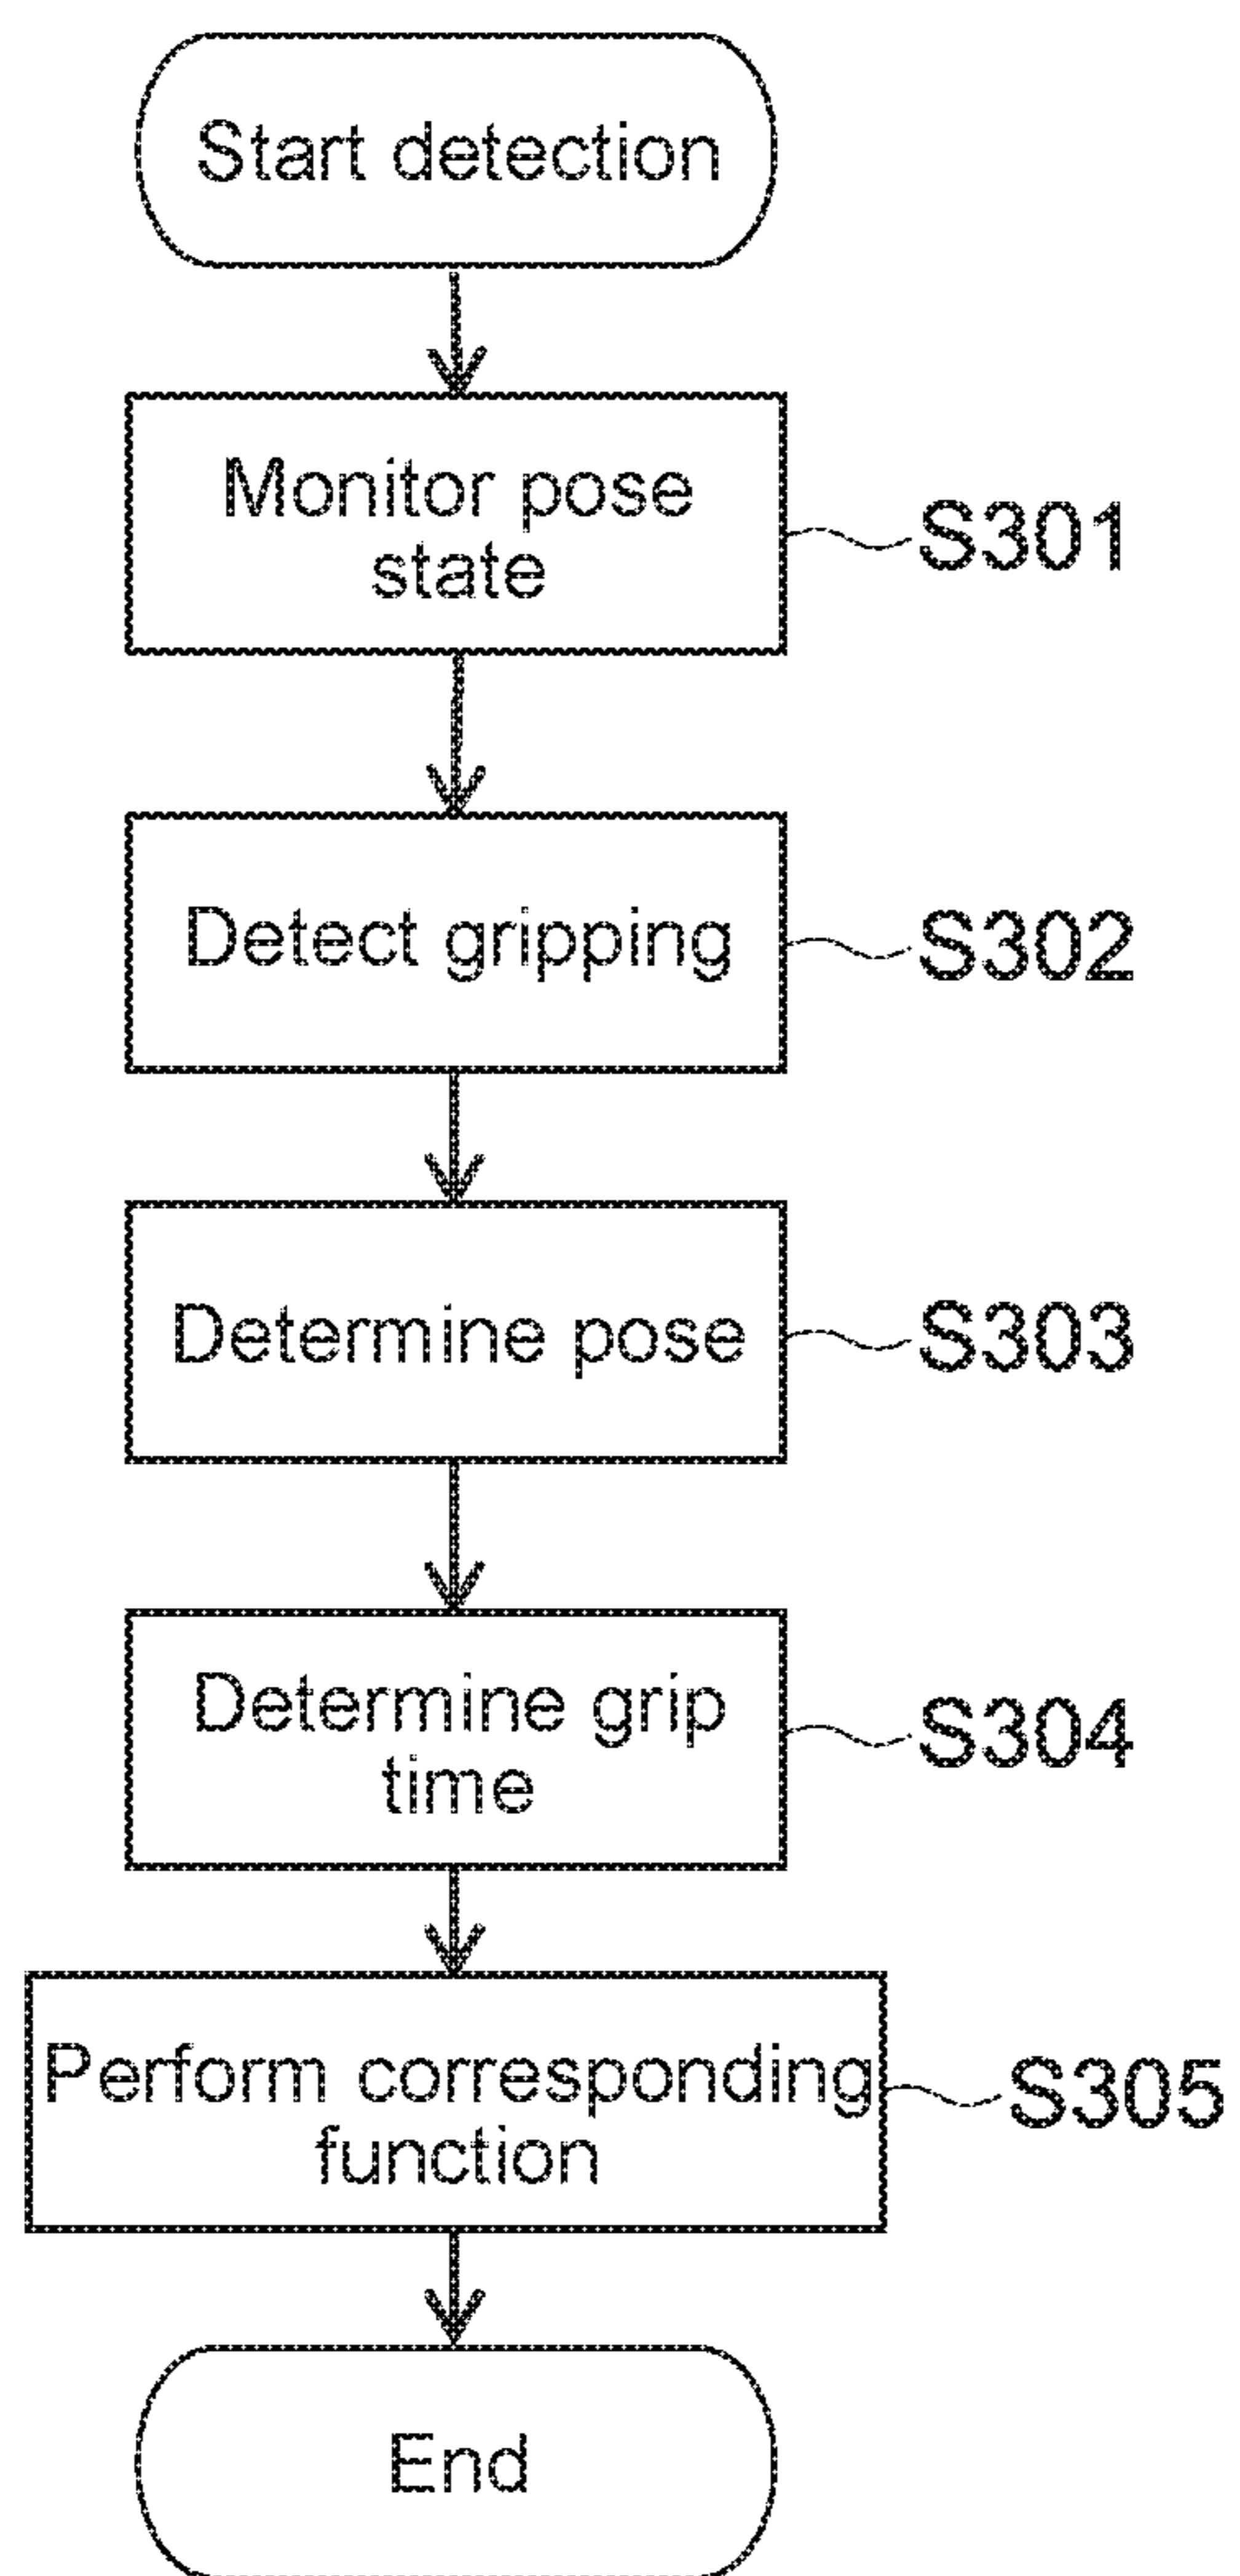 Start detection
Monitor pose
state
S301
Detect gripping
S302
Determine pose
S303
Determine grip
time
S304
Perform corresponding
function
S305
End